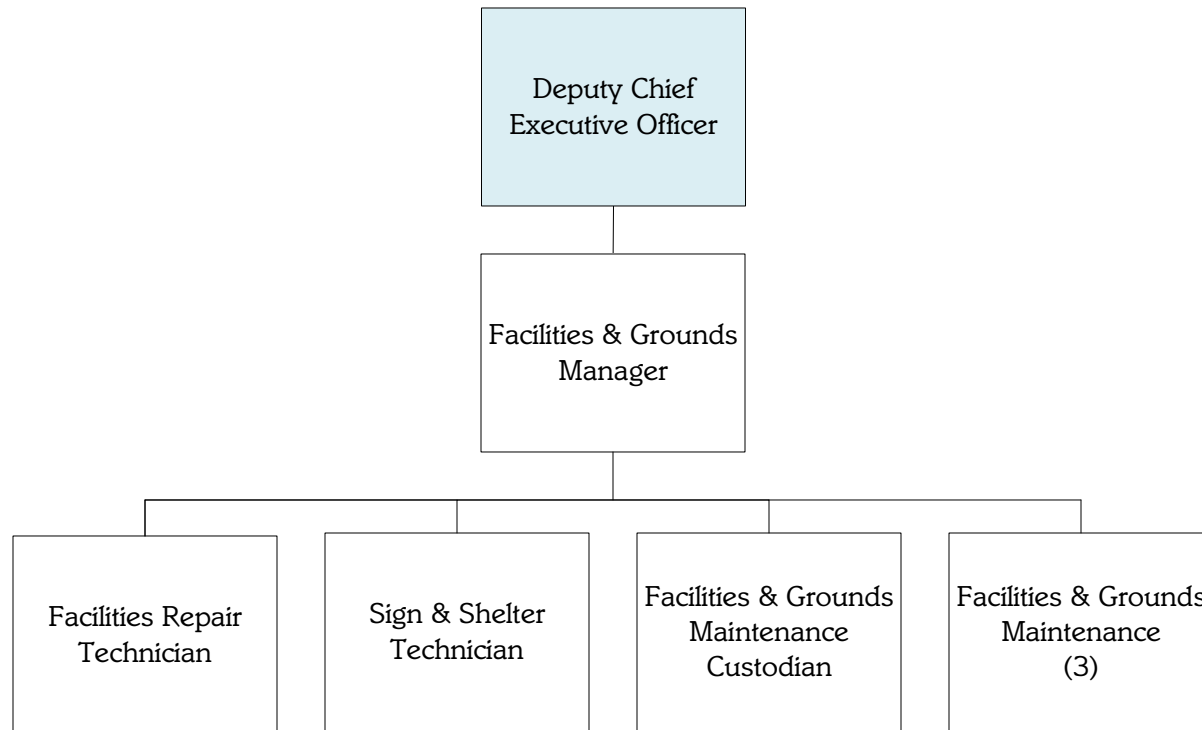 Deputy Chief
Executive Officer
Facilities & Grounds
Manager
Facilities Repair
Technician
Sign & Shelter
Technician
Facilities & Grounds
Maintenance
Custodian
Facilities & Grounds
Maintenance
(3)